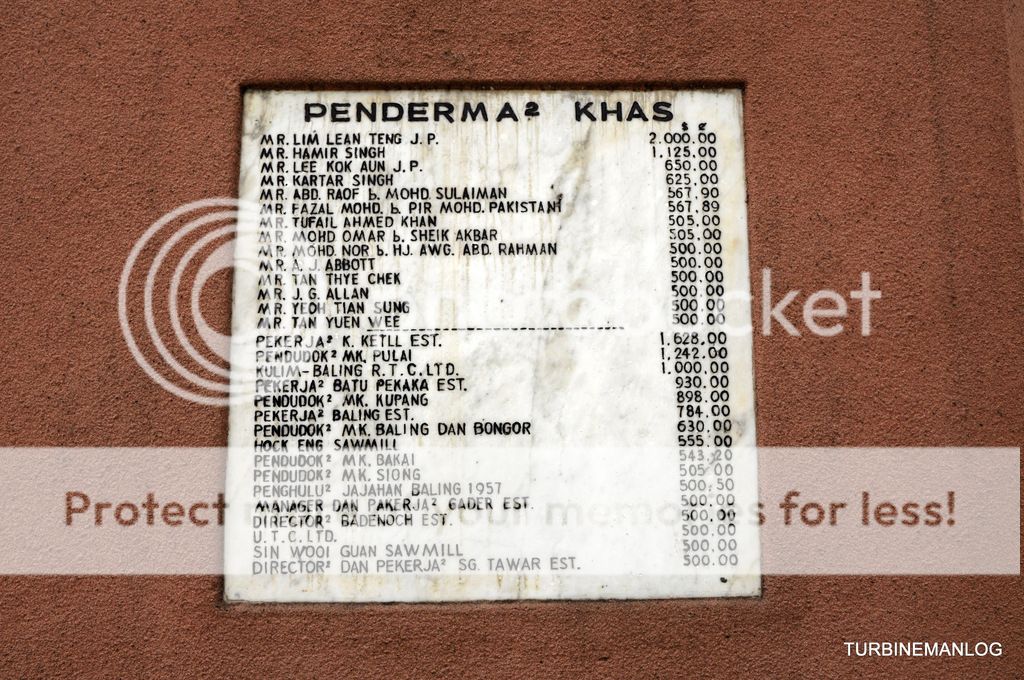 PENDERMA² KHAS
$ ¢
MR. LIM LEAN TENG J.P. 2.000.00
MR. HAMIR SINGH 1.125.00
MR. LEE KOK AUN J.P. 650.00
MR. KARTAR SINGH 625.00
MR. ABD. RAOF b. MOHD. SULAIMAN 567.90
MR. FAZAL MOHD. b. PIR MOHD. PAKISTANI 567.89
MR. TUFAIL AHMED KHAN 505.00
MR. MOHD OMAR b. SHEIK AKBAR 505.00
MR. MOHD. NOR b. HJ. AWG. ABD. RAHMAN 500.00
MR. A. J. ABBOTT 500.00
MR. TAN THYE CHEK 500.00
MR. J. G. ALLAN 500.00
MR. YEOH TIAN SUNG 500.00
MR. TAN YUEN WEE 500.00
PEKERJA² K. KETLL EST. 1.628.00
PENDUDOK² MK. PULAI 1.242.00
KULIM-BALING R.T.C.LTD. 1.000.00
PEKERJA² BATU PEKAKA EST. 930.00
PENDUDOK² MK. KUPANG 898.00
PEKERJA² BALING EST. 784.00
PENDUDOK² MK. BALING DAN BONGOR 630.00
HOCK ENG SAWMILL 555.00
PENDUDOK² MK. BAKAI 543.20
PENDUDOK² MK. SIONG 505.00
PENGHULU² JAJAHAN BALING 1957 500.50
MANAGER DAN PAKERJA² GADER EST. 500.00
DIRECTOR² BADENOCH EST. 500.00
U.T.C.LTD. 500.00
SIN WOOI GUAN SAWMILL 500.00
DIRECTOR² DAN PEKERJA² SG. TAWAR EST. 500.00
photobucket
Protect more of your memories for less!
TURBINEMANLOG